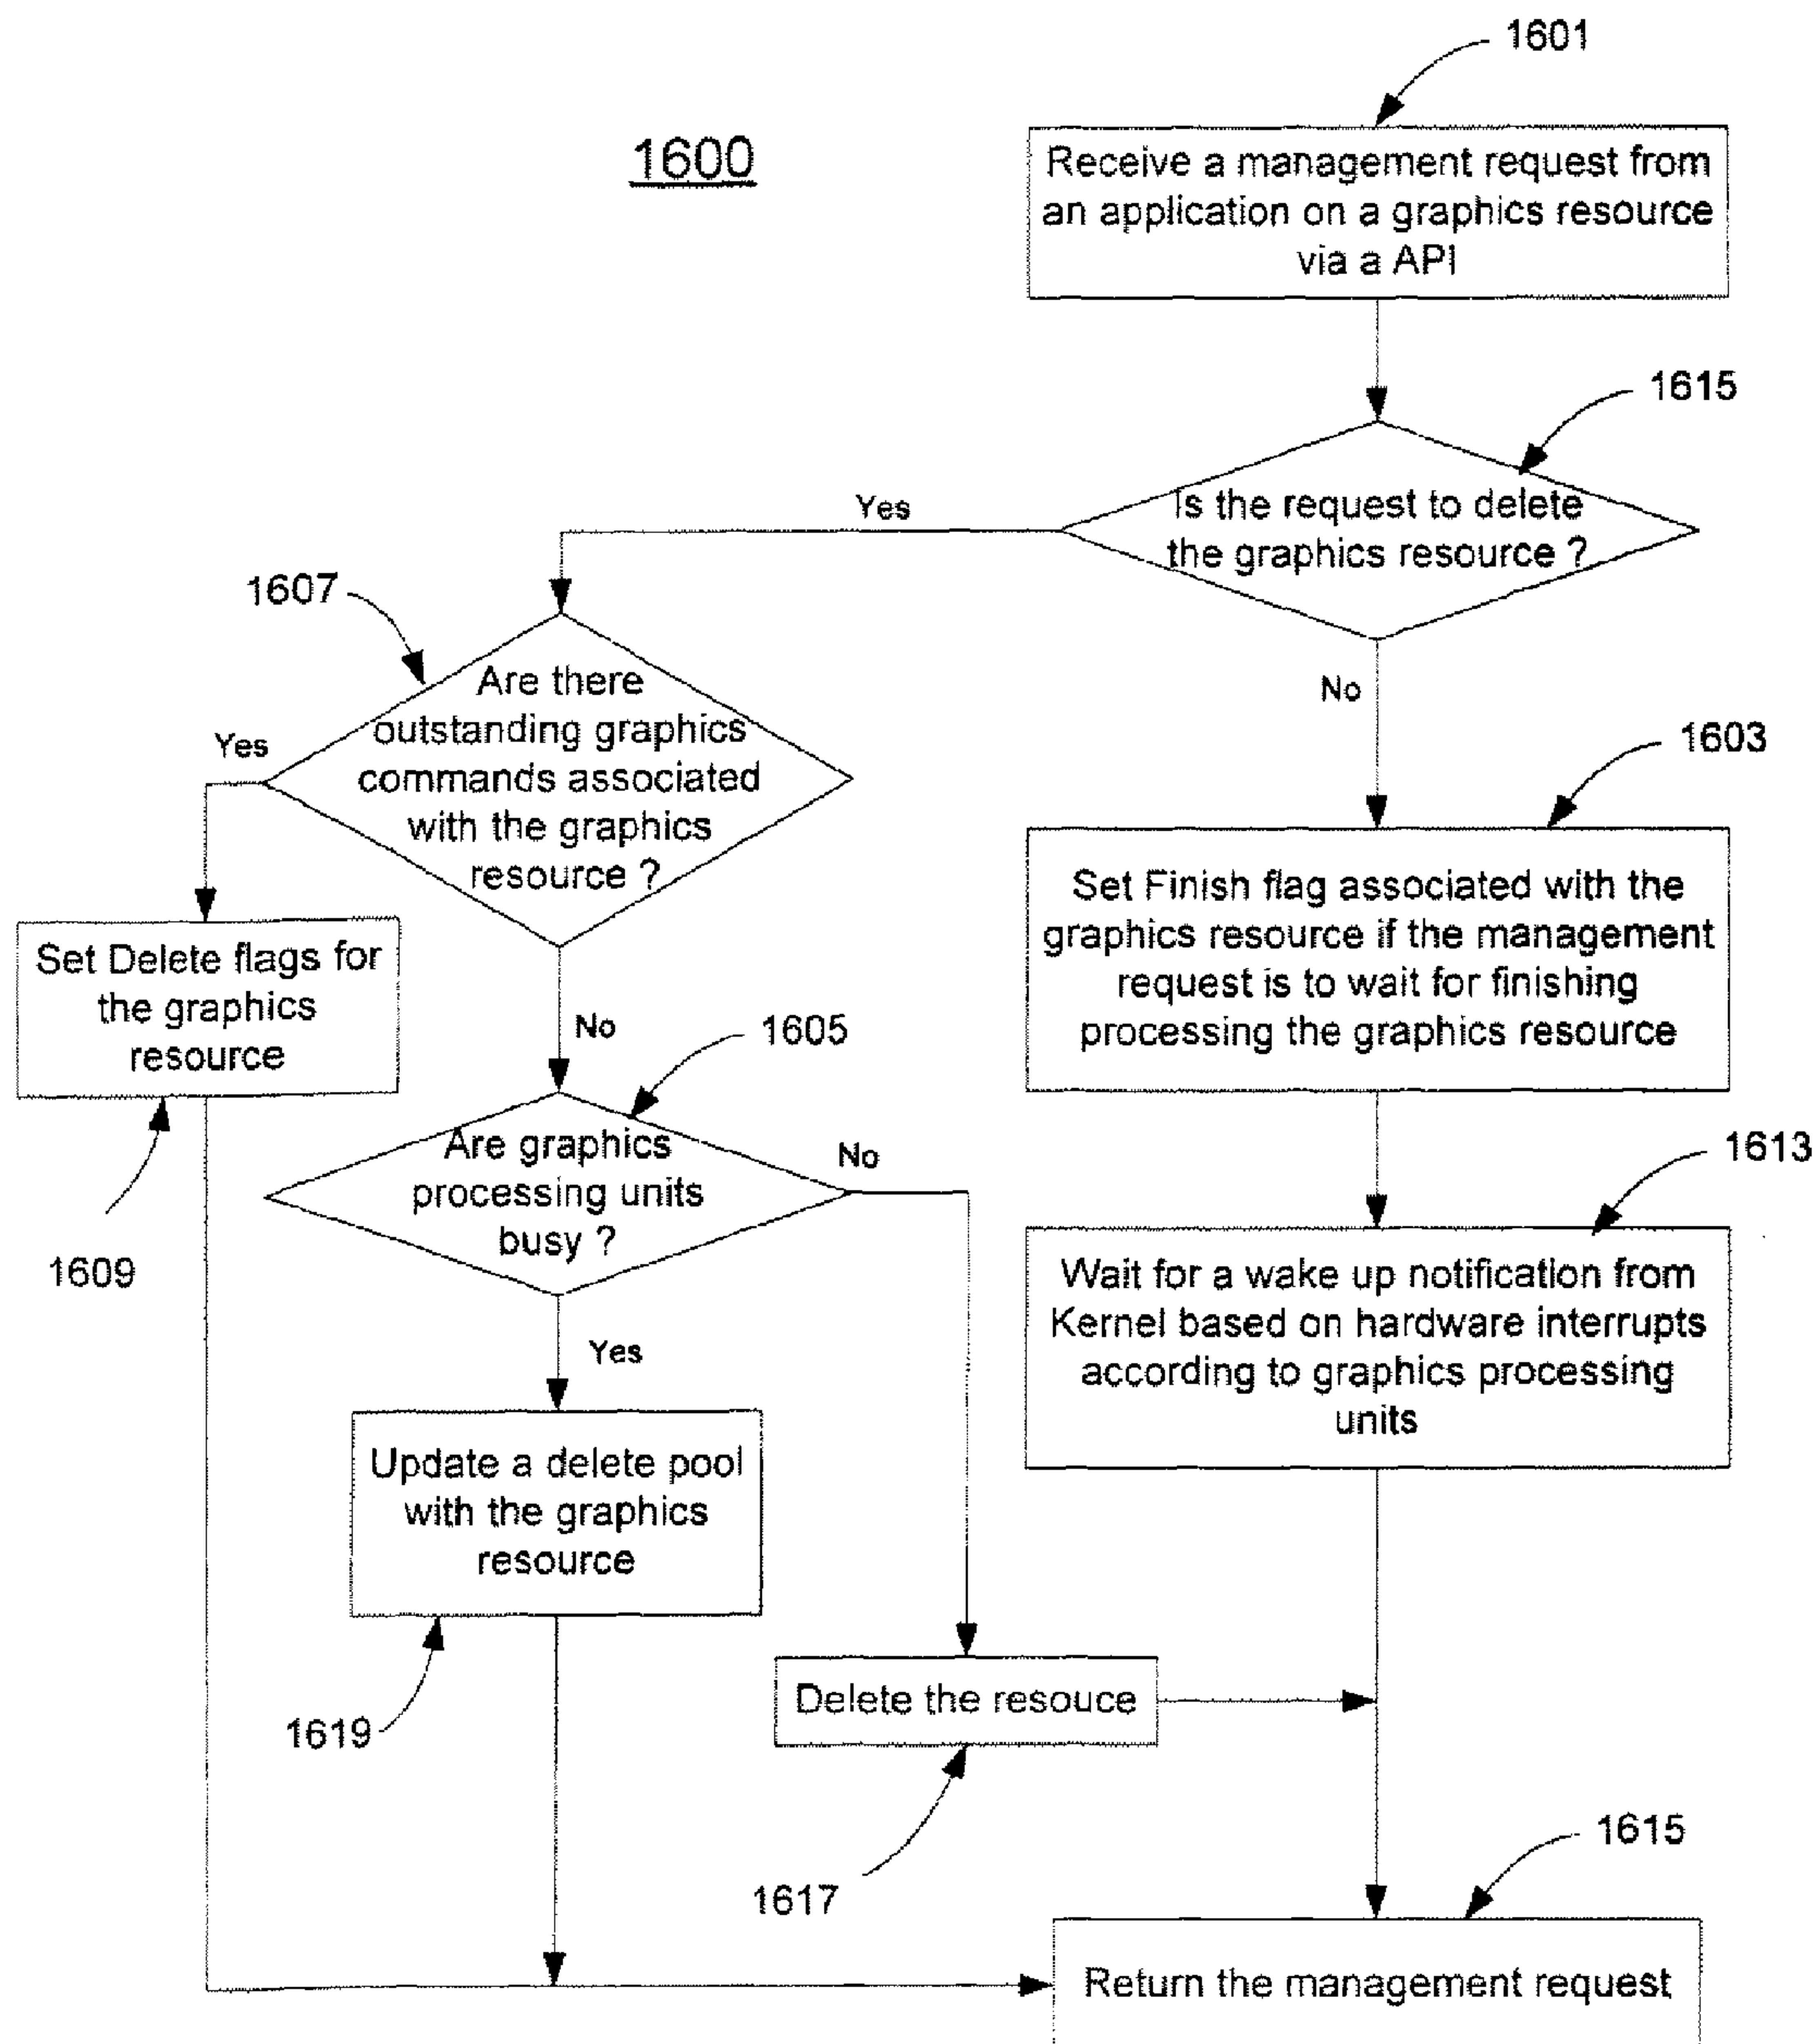 1601
1600
Receive a management request from
an application on a graphics resource
via a API
1615
Is the request to delete
the graphics resource ?
Yes
No
1607
Are there
outstanding graphics
commands associated
with the graphics
resource ?
Yes
No
1603
Set Finish flag associated with the
graphics resource if the management
request is to wait for finishing
processing the graphics resource
Set Delete flags for
the graphics
resource
1609
1605
Are graphics
processing units
busy ?
No
Yes
1613
Wait for a wake up notification from
Kernel based on hardware interrupts
according to graphics processing
units
Update a delete pool
with the graphics
resource
1619
Delete the resouce
1617
1615
Return the management request